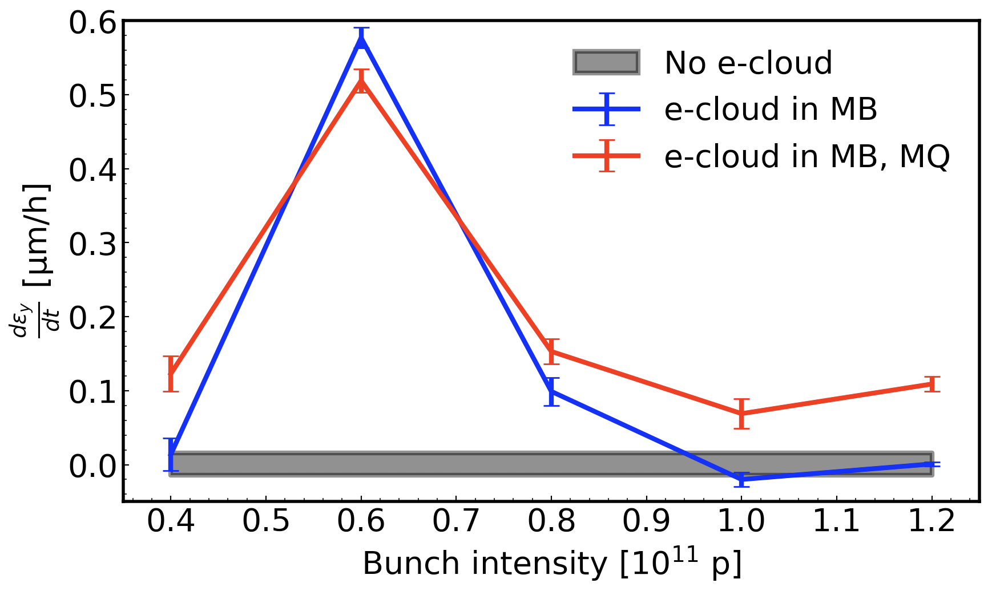 0.6
0.5
0.4
0.3
0.2
0.1
0.0
dε_y/dt [μm/h]
No e-cloud
e-cloud in MB
e-cloud in MB, MQ
0.4 0.5 0.6 0.7 0.8 0.9 1.0 1.1 1.2
Bunch intensity [10¹¹ p]